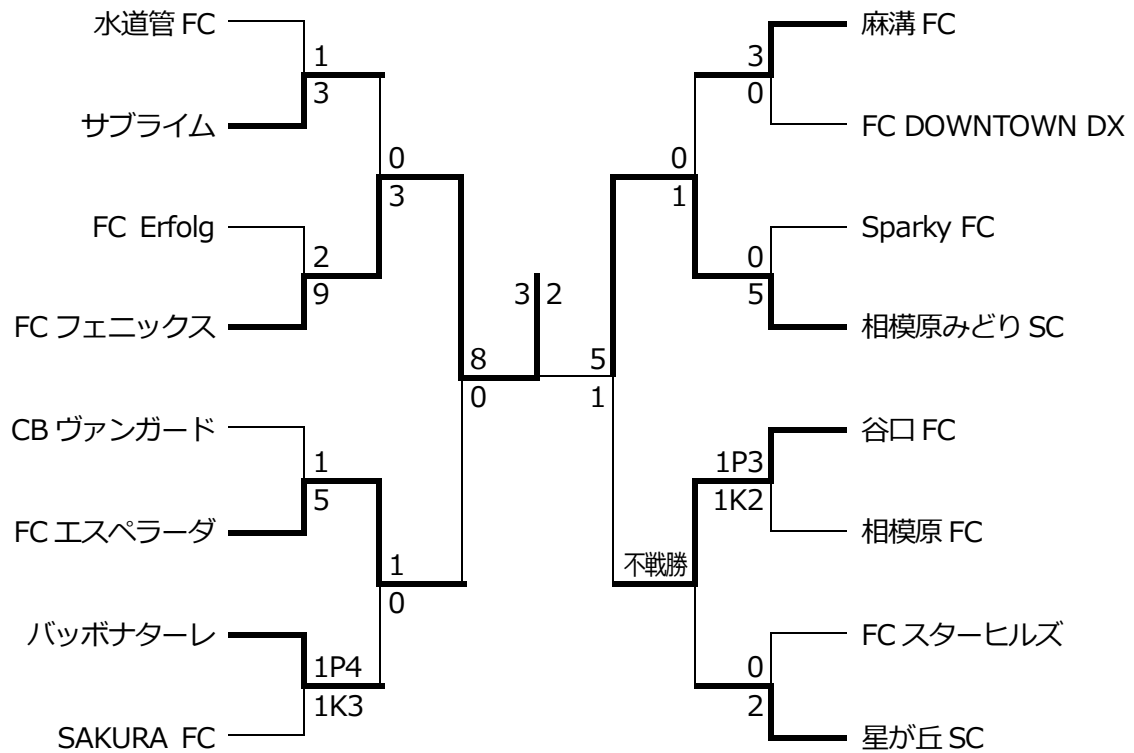 水道管 FC
1
3
サブライム
0
3
FC Erfolg
2
9
FC フェニックス
8
0
CB ヴァンガード
1
5
FC エスペラーダ
1
0
バッボナターレ
1P4
1K3
SAKURA FC
3 2
麻溝 FC
3
0
FC DOWNTOWN DX
0
1
Sparky FC
0
5
相模原みどり SC
5
1
谷口 FC
1P3
1K2
相模原 FC
不戦勝
FC スターヒルズ
0
2
星が丘 SC